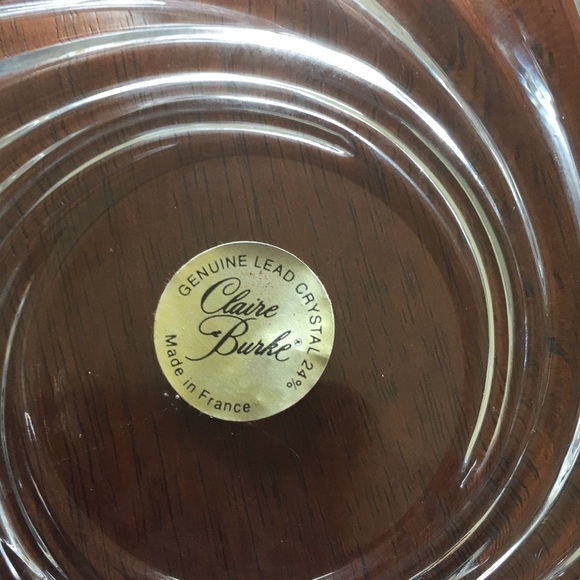 GENUINE LEAD CRYSTAL 24%
Claire
Burke®
Made in France